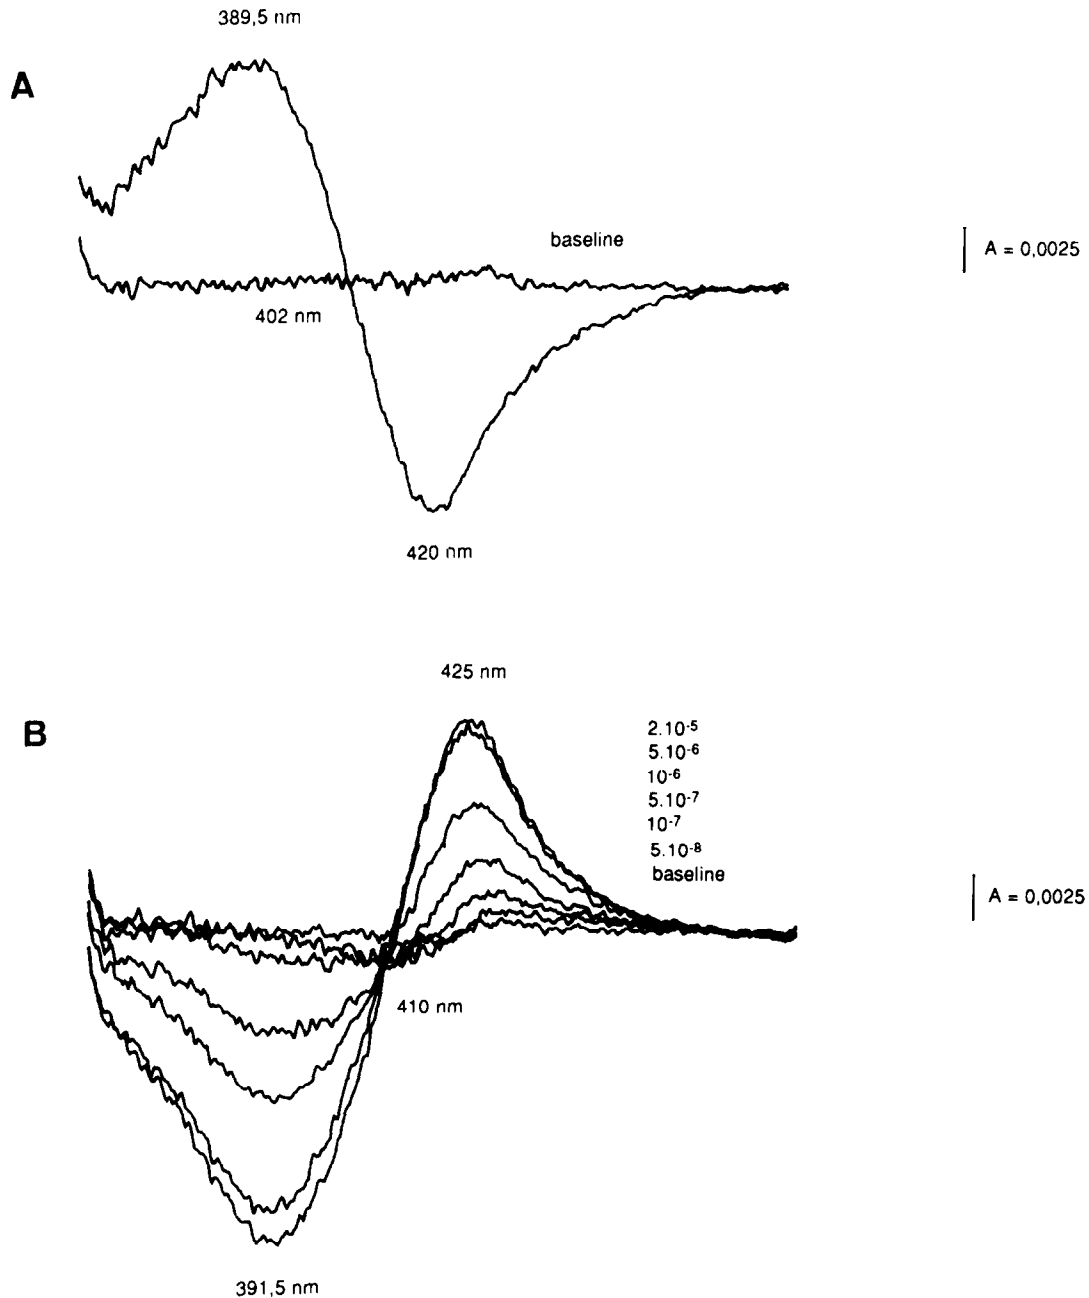 389,5 nm
A
baseline
A = 0,0025
402 nm
420 nm
425 nm
B
2.10-5
5.10-6
10-6
5.10-7
10-7
5.10-8
baseline
A = 0,0025
410 nm
391,5 nm